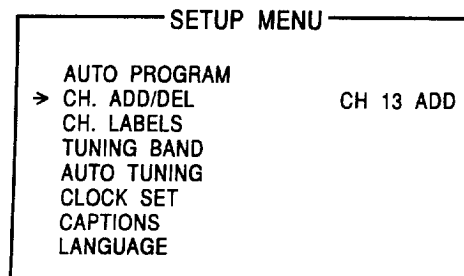 SETUP MENU
AUTO PROGRAM
→ CH. ADD/DEL CH 13 ADD
CH. LABELS
TUNING BAND
AUTO TUNING
CLOCK SET
CAPTIONS
LANGUAGE